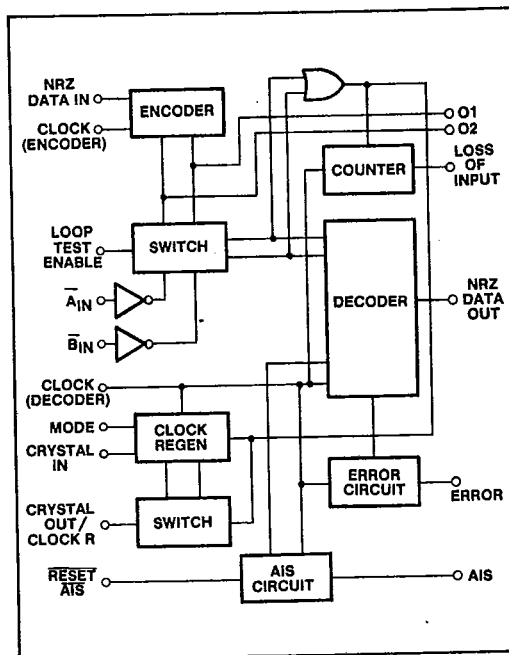 NRZ
DATA IN
CLOCK
(ENCODER)
ENCODER
O1
O2
LOSS
OF
INPUT
COUNTER
LOOP
TEST
ENABLE
SWITCH
A̅IN
B̅IN
DECODER
NRZ
DATA
OUT
CLOCK
(DECODER)
MODE
CRYSTAL
IN
CLOCK
REGEN
CRYSTAL
OUT/
CLOCK R
SWITCH
ERROR
CIRCUIT
ERROR
R̅E̅S̅E̅T̅
A̅I̅S̅
AIS
CIRCUIT
AIS